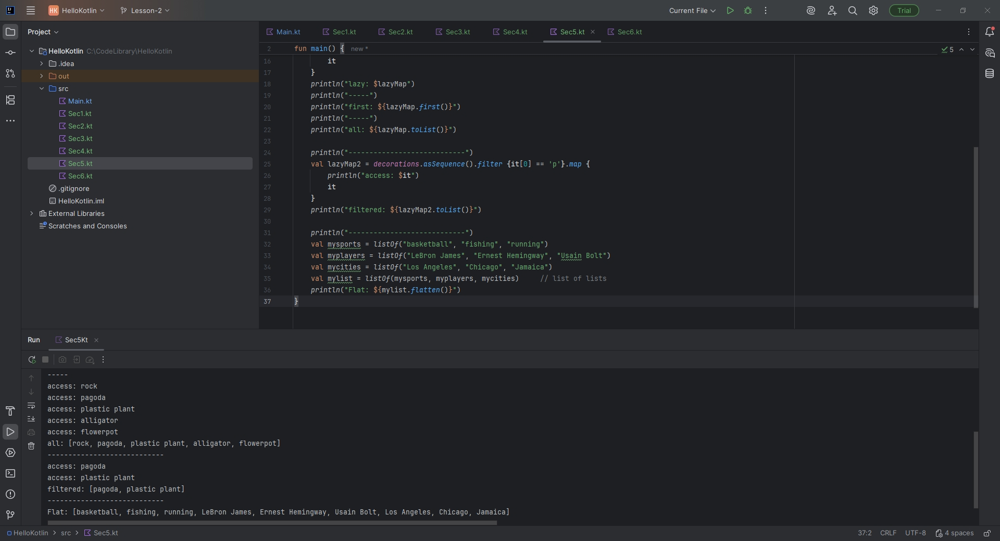 HK HelloKotlin Lesson-2 Current File Trial
Project
HelloKotlin C:\CodeLibrary\HelloKotlin
.idea
out
src
Main.kt
Sec1.kt
Sec2.kt
Sec3.kt
Sec4.kt
Sec5.kt
Sec6.kt
.gitignore
HelloKotlin.iml
External Libraries
Scratches and Consoles
Main.kt Sec1.kt Sec2.kt Sec3.kt Sec4.kt Sec5.kt Sec6.kt
2 fun main() { new * 5
16 it
17 }
18 println("lazy: $lazyMap")
19 println("-----")
20 println("first: ${lazyMap.first()}")
21 println("-----")
22 println("all: ${lazyMap.toList()}")
23
24 println("----------------------------")
25 val lazyMap2 = decorations.asSequence().filter {it[0] == 'p'}.map {
26 println("access: $it")
27 it
28 }
29 println("filtered: ${lazyMap2.toList()}")
30
31 println("----------------------------")
32 val mysports = listOf("basketball", "fishing", "running")
33 val myplayers = listOf("LeBron James", "Ernest Hemingway", "Usain Bolt")
34 val mycities = listOf("Los Angeles", "Chicago", "Jamaica")
35 val mylist = listOf(mysports, myplayers, mycities) // list of lists
36 println("Flat: ${mylist.flatten()}")
37 }
Run Sec5Kt
-----
access: rock
access: pagoda
access: plastic plant
access: alligator
access: flowerpot
all: [rock, pagoda, plastic plant, alligator, flowerpot]
----------------------------
access: pagoda
access: plastic plant
filtered: [pagoda, plastic plant]
----------------------------
Flat: [basketball, fishing, running, LeBron James, Ernest Hemingway, Usain Bolt, Los Angeles, Chicago, Jamaica]
HelloKotlin > src > Sec5.kt 37:2 CRLF UTF-8 4 spaces